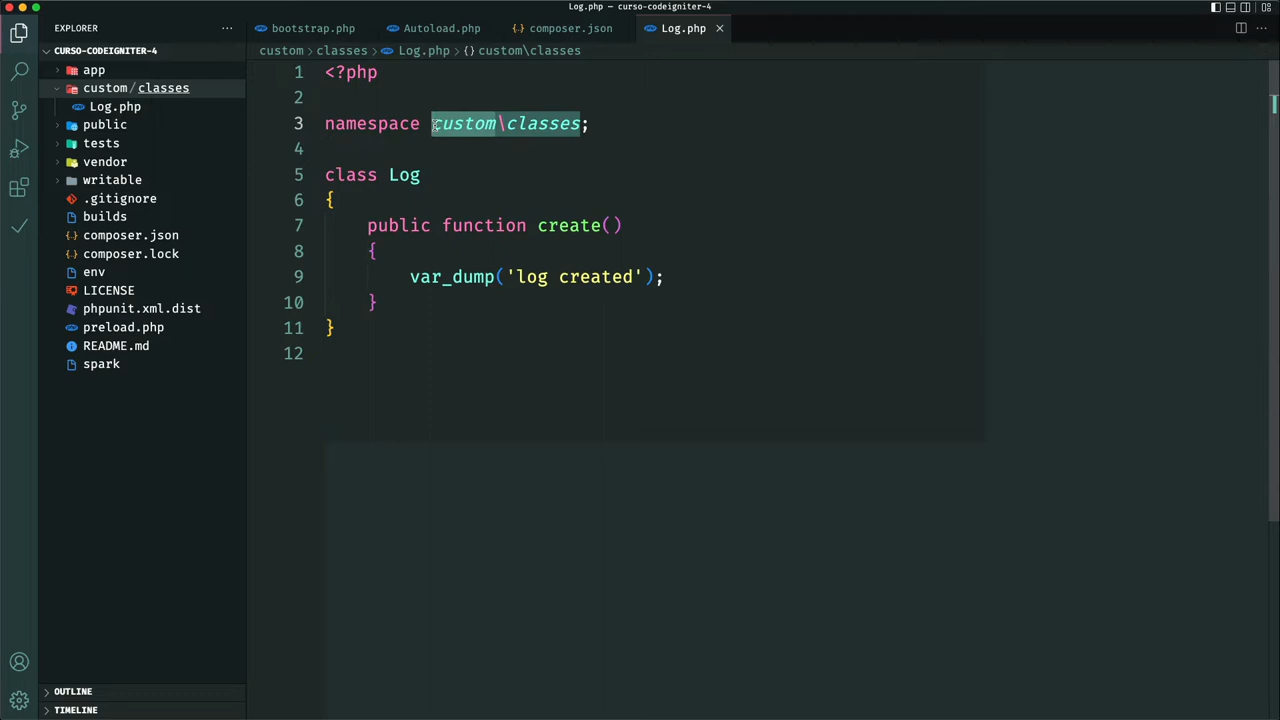 Log.php — curso-codeigniter-4
EXPLORER
CURSO-CODEIGNITER-4
app
custom / classes
Log.php
public
tests
vendor
writable
.gitignore
builds
composer.json
composer.lock
env
LICENSE
phpunit.xml.dist
preload.php
README.md
spark
OUTLINE
TIMELINE
bootstrap.php
Autoload.php
composer.json
Log.php
custom > classes > Log.php > {} custom\classes
1 <?php
2
3 namespace custom\classes;
4
5 class Log
6 {
7 public function create()
8 {
9 var_dump('log created');
10 }
11 }
12